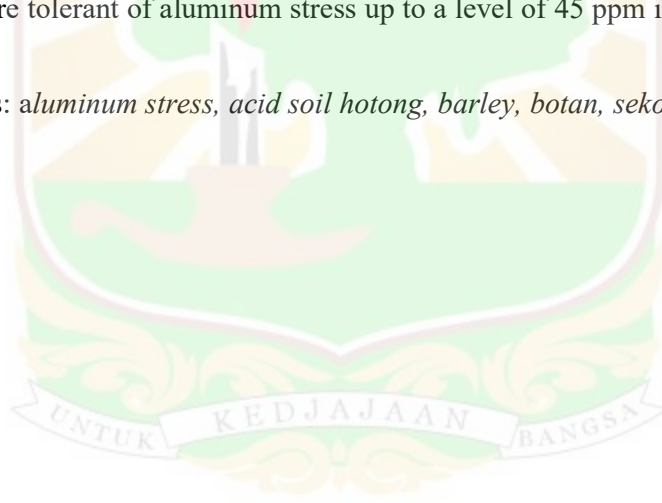 re tolerant of aluminum stress up to a level of 45 ppm
s: aluminum stress, acid soil hotong, barley, botan, seko
UNTUK KEDJAJAAN BANGSA